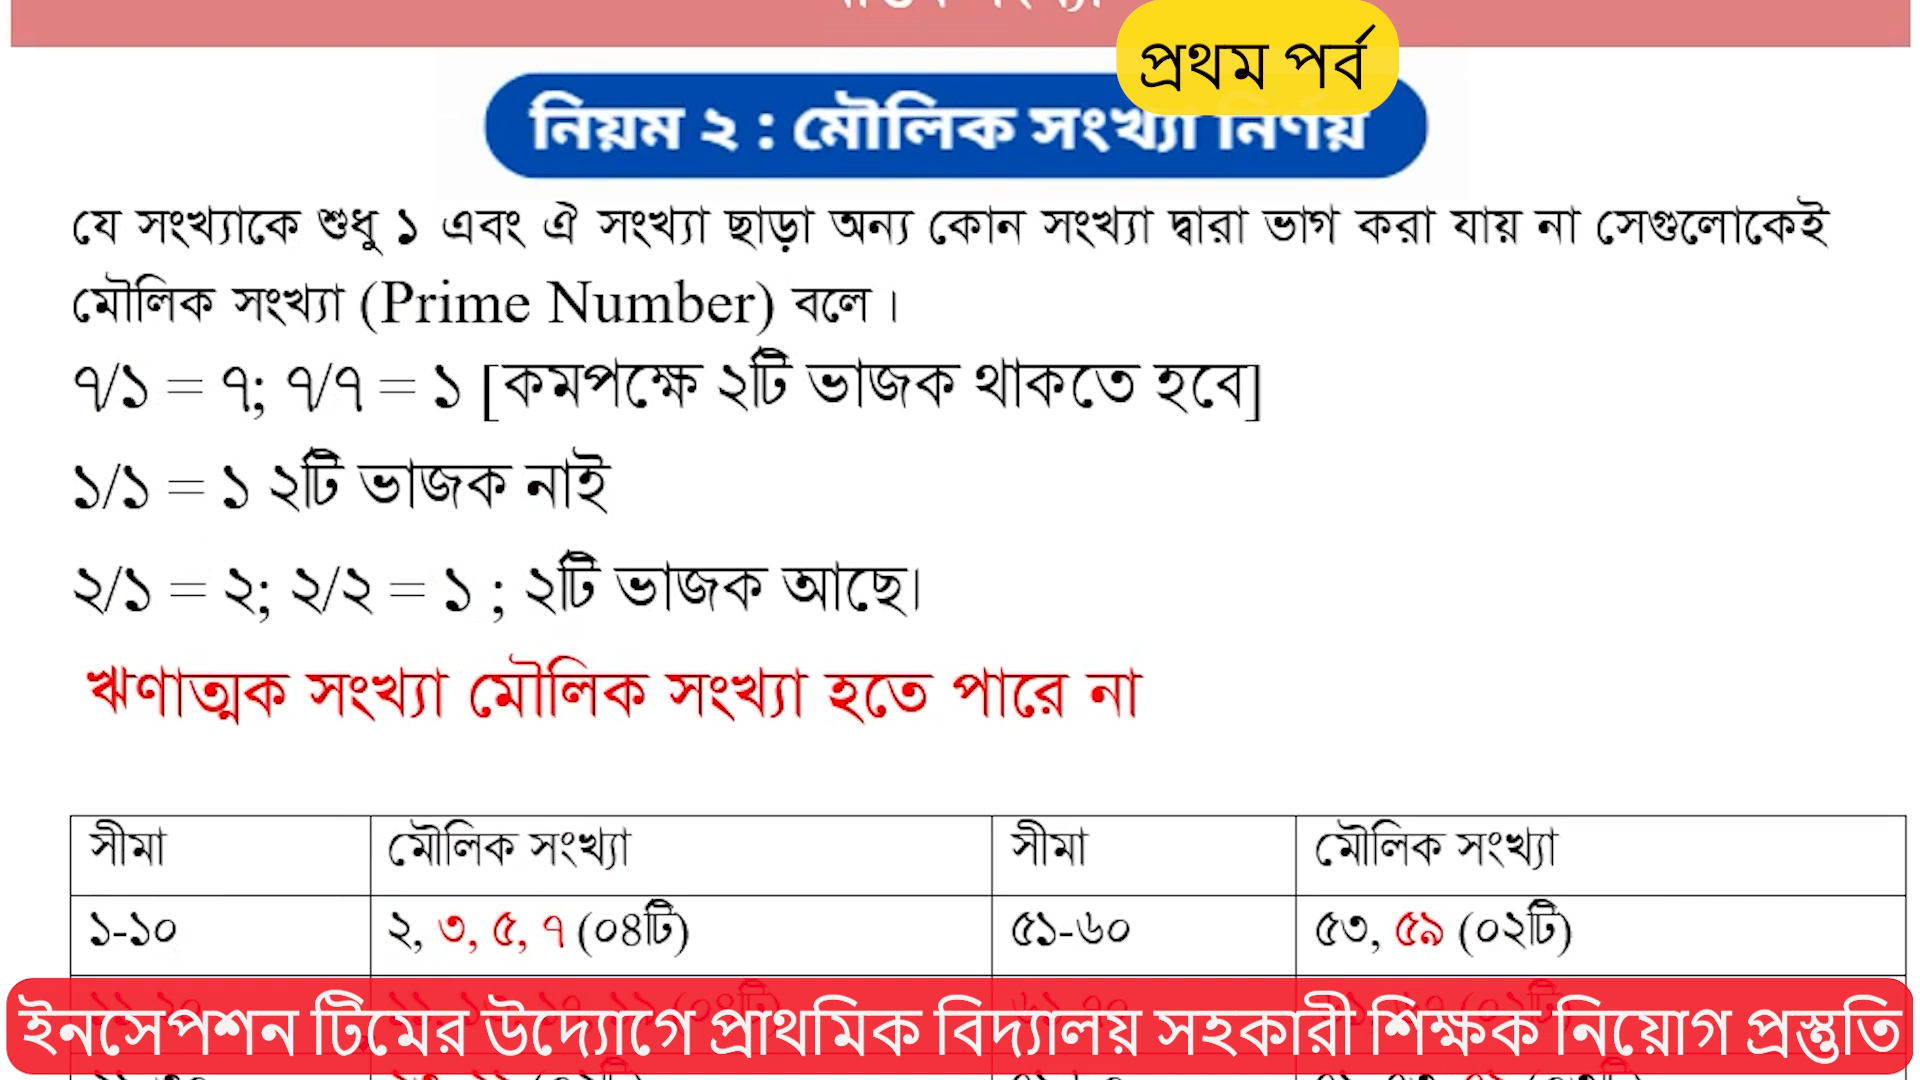 প্রথম পর্ব
নিয়ম ২ : মৌলিক সংখ্যা নির্ণয়
যে সংখ্যাকে শুধু ১ এবং ঐ সংখ্যা ছাড়া অন্য কোন সংখ্যা দ্বারা ভাগ করা যায় না সেগুলোকেই
মৌলিক সংখ্যা (Prime Number) বলে।
৭/১ = ৭; ৭/৭ = ১ [কমপক্ষে ২টি ভাজক থাকতে হবে]
১/১ = ১ ২টি ভাজক নাই
২/১ = ২; ২/২ = ১ ; ২টি ভাজক আছে।
ঋণাত্মক সংখ্যা মৌলিক সংখ্যা হতে পারে না
সীমা মৌলিক সংখ্যা সীমা মৌলিক সংখ্যা
১-১০ ২, ৩, ৫, ৭ (০৪টি) ৫১-৬০ ৫৩, ৫৯ (০২টি)
ইনসেপশন টিমের উদ্যোগে প্রাথমিক বিদ্যালয় সহকারী শিক্ষক নিয়োগ প্রস্তুতি